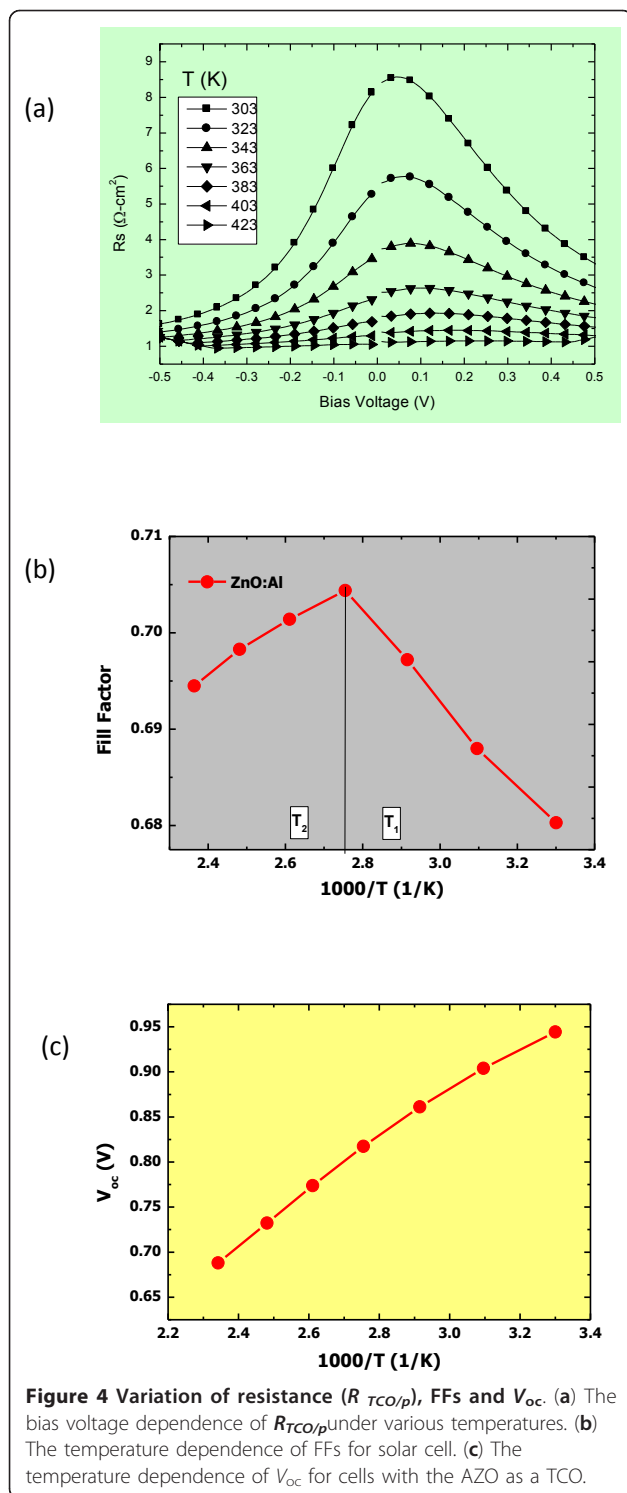 (a)
T (K)
303
323
343
363
383
403
423
9
8
7
6
5
4
3
2
1
Rs (Ω-cm²)
-0.5 -0.4 -0.3 -0.2 -0.1 0.0 0.1 0.2 0.3 0.4 0.5
Bias Voltage (V)
(b)
ZnO:Al
0.71
0.70
0.69
0.68
Fill Factor
T₂
T₁
2.4 2.6 2.8 3.0 3.2 3.4
1000/T (1/K)
(c)
0.95
0.90
0.85
0.80
0.75
0.70
0.65
Voc (V)
2.2 2.4 2.6 2.8 3.0 3.2 3.4
1000/T (1/K)
Figure 4 Variation of resistance (R TCO/p), FFs and Voc. (a) The
bias voltage dependence of RTCO/punder various temperatures. (b)
The temperature dependence of FFs for solar cell. (c) The
temperature dependence of Voc for cells with the AZO as a TCO.